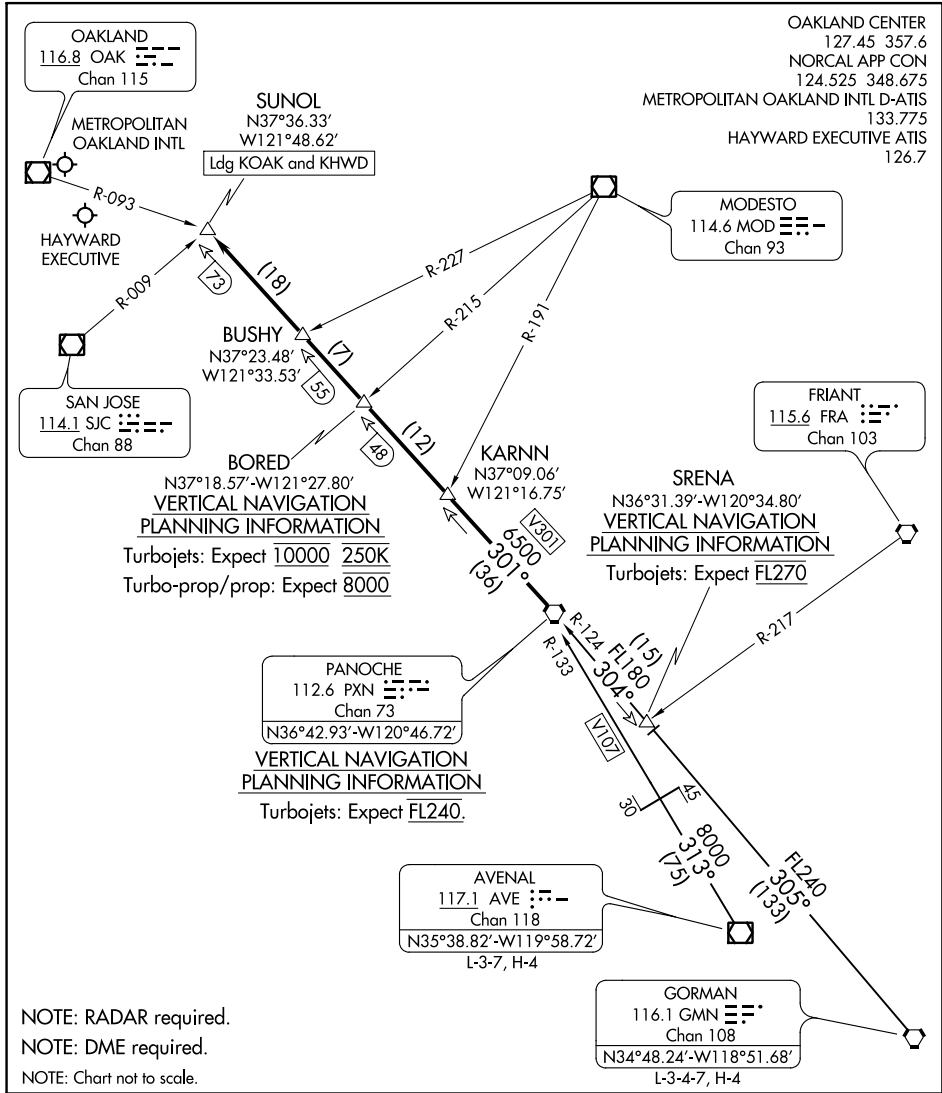 OAKLAND CENTER
127.45 357.6
NORCAL APP CON
124.525 348.675
METROPOLITAN OAKLAND INTL D-ATIS
133.775
HAYWARD EXECUTIVE ATIS
126.7
OAKLAND
116.8 OAK
Chan 115
METROPOLITAN
OAKLAND INTL
SUNOL
N37°36.33'
W121°48.62'
Ldg KOAK and KHWD
R-093
HAYWARD
EXECUTIVE
R-009
73
(18)
MODESTO
114.6 MOD
Chan 93
R-227
R-215
R-191
BUSHY
N37°23.48'
W121°33.53'
(7)
55
SAN JOSE
114.1 SJC
Chan 88
(12)
48
BORED
N37°18.57'-W121°27.80'
VERTICAL NAVIGATION
PLANNING INFORMATION
Turbojets: Expect 10000 250K
Turbo-prop/prop: Expect 8000
KARNN
N37°09.06'
W121°16.75'
FRIANT
115.6 FRA
Chan 103
SRENA
N36°31.39'-W120°34.80'
VERTICAL NAVIGATION
PLANNING INFORMATION
Turbojets: Expect FL270
V301
6500
301°
(36)
R-217
R-124
R-133
(15)
FL180
304°
PANOCHE
112.6 PXN
Chan 73
N36°42.93'-W120°46.72'
VERTICAL NAVIGATION
PLANNING INFORMATION
Turbojets: Expect FL240.
V107
30
45
8000
313°
(75)
FL240
305°
(133)
AVENAL
117.1 AVE
Chan 118
N35°38.82'-W119°58.72'
L-3-7, H-4
GORMAN
116.1 GMN
Chan 108
N34°48.24'-W118°51.68'
L-3-4-7, H-4
NOTE: RADAR required.
NOTE: DME required.
NOTE: Chart not to scale.